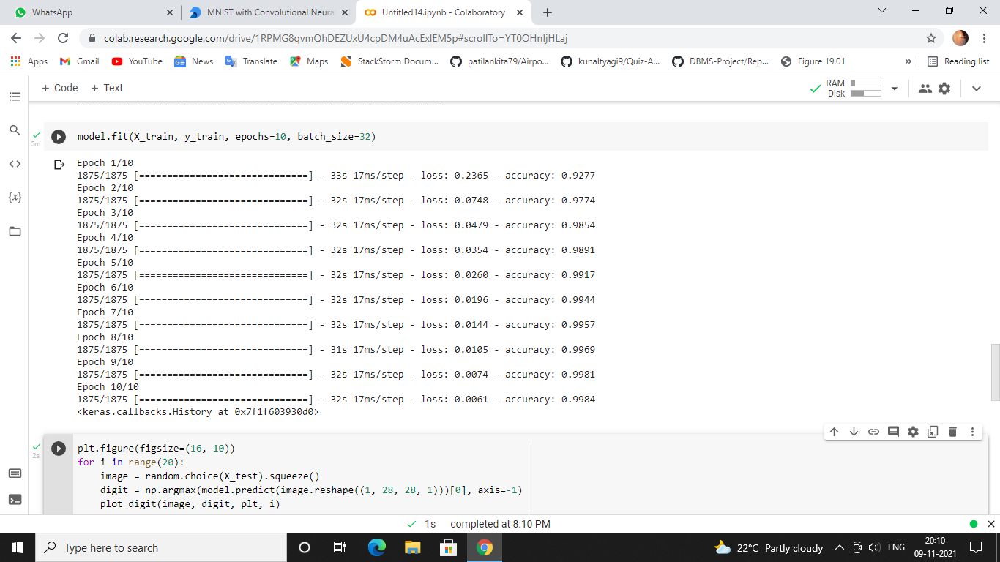 WhatsApp
MNIST with Convolutional Neura
Untitled14.ipynb - Colaboratory
colab.research.google.com/drive/1RPMG8qvmQhDEZUxU4cpDM4uAcExlEM5p#scrollTo=YT0OHnIjHLaj
Apps Gmail YouTube News Translate Maps StackStorm Docum... patilankita79/Airpo... kunaltyagi9/Quiz-A... DBMS-Project/Rep... Figure 19.01 » Reading list
+ Code + Text
RAM
Disk
5m
model.fit(X_train, y_train, epochs=10, batch_size=32)
Epoch 1/10
1875/1875 [==============================] - 33s 17ms/step - loss: 0.2365 - accuracy: 0.9277
Epoch 2/10
1875/1875 [==============================] - 32s 17ms/step - loss: 0.0748 - accuracy: 0.9774
Epoch 3/10
1875/1875 [==============================] - 32s 17ms/step - loss: 0.0479 - accuracy: 0.9854
Epoch 4/10
1875/1875 [==============================] - 32s 17ms/step - loss: 0.0354 - accuracy: 0.9891
Epoch 5/10
1875/1875 [==============================] - 32s 17ms/step - loss: 0.0260 - accuracy: 0.9917
Epoch 6/10
1875/1875 [==============================] - 32s 17ms/step - loss: 0.0196 - accuracy: 0.9944
Epoch 7/10
1875/1875 [==============================] - 32s 17ms/step - loss: 0.0144 - accuracy: 0.9957
Epoch 8/10
1875/1875 [==============================] - 31s 17ms/step - loss: 0.0105 - accuracy: 0.9969
Epoch 9/10
1875/1875 [==============================] - 32s 17ms/step - loss: 0.0074 - accuracy: 0.9981
Epoch 10/10
1875/1875 [==============================] - 32s 17ms/step - loss: 0.0061 - accuracy: 0.9984
<keras.callbacks.History at 0x7f1f603930d0>
2s
plt.figure(figsize=(16, 10))
for i in range(20):
    image = random.choice(X_test).squeeze()
    digit = np.argmax(model.predict(image.reshape((1, 28, 28, 1)))[0], axis=-1)
    plot_digit(image, digit, plt, i)
1s completed at 8:10 PM
Type here to search
22°C Partly cloudy
ENG
20:10
09-11-2021